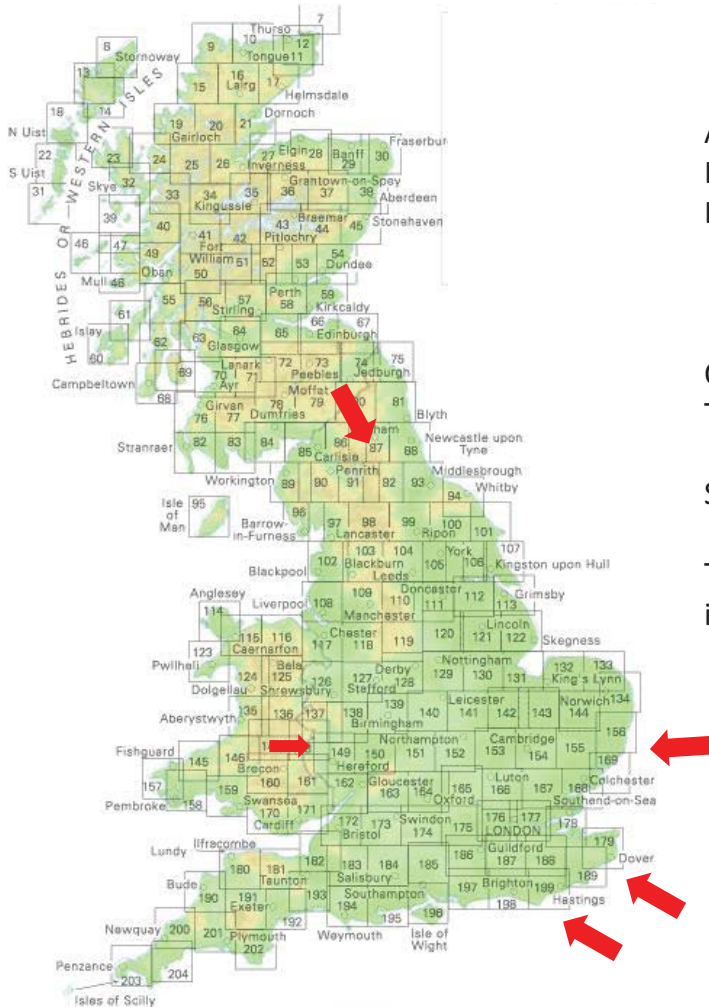 7
Thurso
8
9
10
12
Stornoway
Tongue
11
13
15
16
17
Lairg
Helmsdale
14
HEBRIDES OR WESTERN ISLES
Dornoch
18
19
20
21
N Uist
Gairloch
Elgin
Fraserbur
22
23
24
25
26
27
28
Banff
29
30
Inverness
S Uist
Skye
32
Grantown-on-Spey
31
33
34
35
36
37
38
Aberdeen
Kingussie
39
Braemar
Stonehaven
40
41
42
43
44
45
Pitlochry
46
47
Fort
William
49
50
51
52
53
54
Dundee
Mull
48
Oban
Perth
55
56
57
58
59
61
Stirling
Kirkcaldy
Islay
62
63
64
65
66
67
Glasgow
Edinburgh
60
Lanark
72
73
74
75
69
70
71
Peebles
Jedburgh
Campbeltown
Ayr
68
Moffat
Girvan
78
79
80
81
76
77
Dumfries
Blyth
82
83
84
86
ham
87
88
Newcastle upon
Tyne
Stranraer
85
Carlisle
Penrith
Middlesbrough
Workington
89
90
91
92
93
94
Whitby
Isle
of
Man
95
96
98
99
100
101
Barrow-
in-Furness
97
Lancaster
Ripon
102
103
104
York
107
Blackpool
Blackburn
105
106
Kingston upon Hull
Leeds
109
Doncaster
Grimsby
Anglesey
Liverpool
108
110
111
112
113
114
Manchester
Lincoln
115
116
Chester
119
120
121
122
Skegness
Caernarfon
117
118
123
Bala
Nottingham
132
133
Pwllheli
124
125
126
127
Derby
128
129
130
131
King's Lynn
Dolgellau
Shrewsbury
Stafford
Leicester
Norwich
134
135
136
137
138
139
140
141
142
143
144
Aberystwyth
Birmingham
156
Northampton
Cambridge
Fishguard
145
146
149
150
151
152
153
154
155
Hereford
169
Brecon
157
159
160
161
162
Gloucester
Luton
Colchester
163
164
165
166
167
168
Pembroke
158
Swansea
Oxford
Southend-on-Sea
170
171
172
173
Swindon
176
177
178
Cardiff
Bristol
174
175
LONDON
Lundy
Ilfracombe
Guildford
179
180
181
182
183
184
185
186
187
188
Dover
Taunton
Salisbury
189
Bude
190
191
193
Southampton
197
Brighton
199
Hastings
Exeter
194
198
Newquay
200
201
Plymouth
192
Weymouth
195
Isle of
Wight
196
202
Penzance
203
204
Isles of Scilly